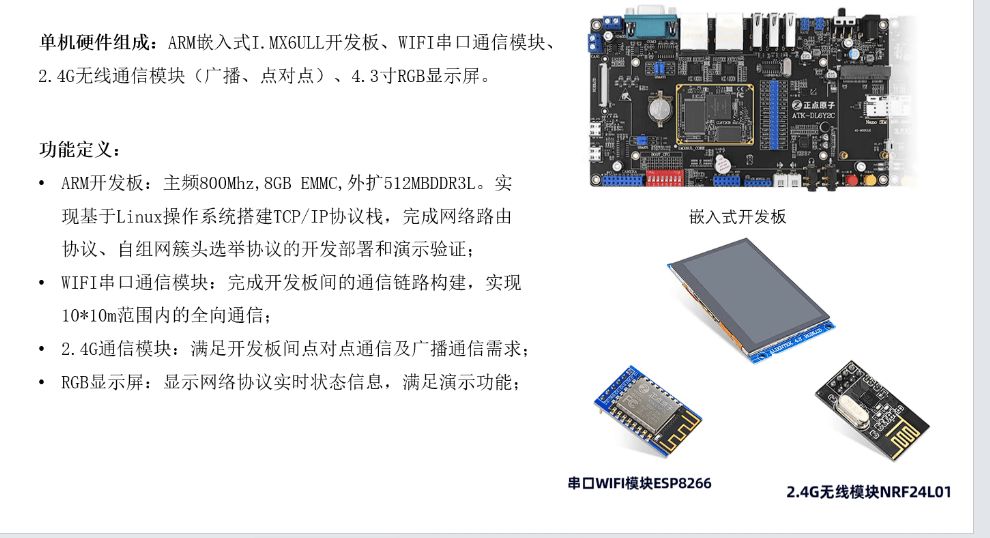 单机硬件组成：ARM嵌入式I.MX6ULL开发板、WIFI串口通信模块、
2.4G无线通信模块（广播、点对点）、4.3寸RGB显示屏。
功能定义：
• ARM开发板：主频800Mhz,8GB EMMC,外扩512MBDDR3L。实
现基于Linux操作系统搭建TCP/IP协议栈，完成网络路由
协议、自组网簇头选举协议的开发部署和演示验证；
• WIFI串口通信模块：完成开发板间的通信链路构建，实现
10*10m范围内的全向通信；
• 2.4G通信模块：满足开发板间点对点通信及广播通信需求；
• RGB显示屏：显示网络协议实时状态信息，满足演示功能；
正点原子
ATK-DL6Y2C
Nano SIM
嵌入式开发板
串口WIFI模块ESP8266
2.4G无线模块NRF24L01